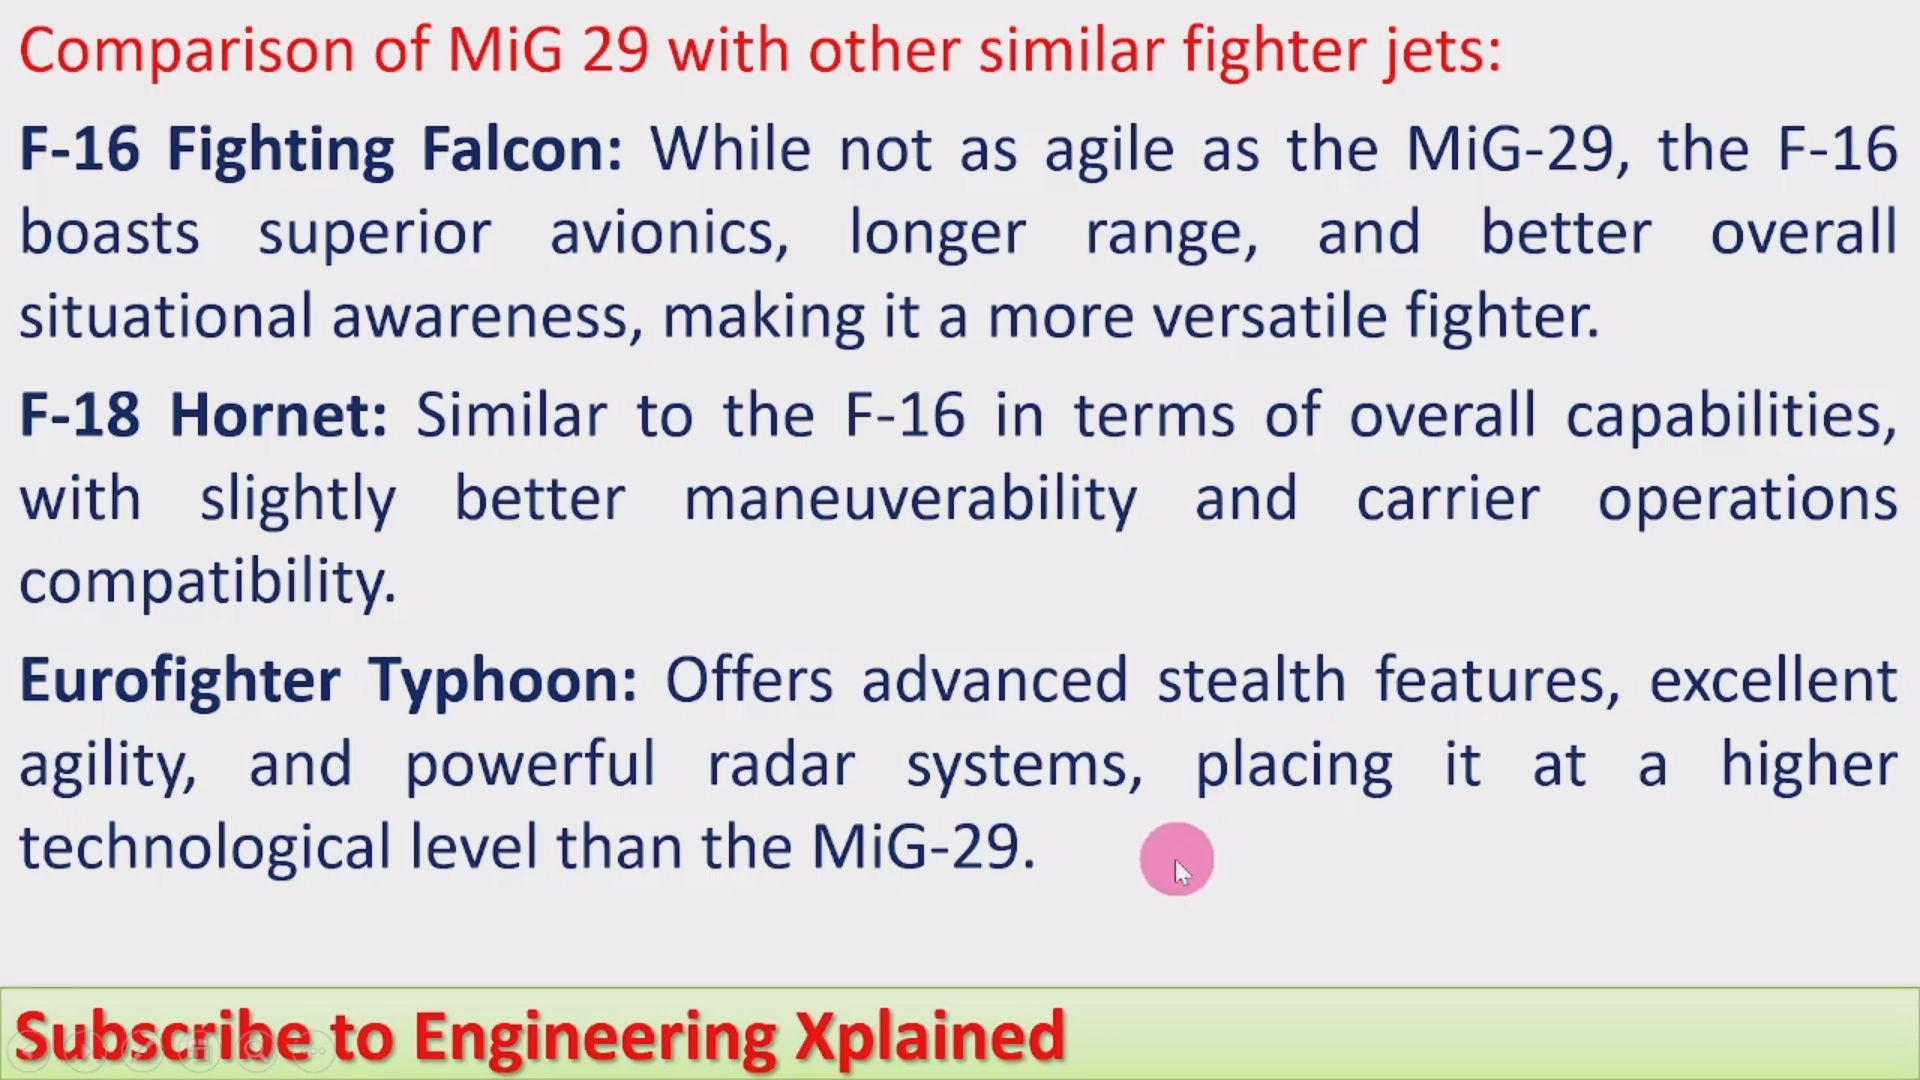 Comparison of MiG 29 with other similar fighter jets:
F-16 Fighting Falcon: While not as agile as the MiG-29, the F-16
boasts superior avionics, longer range, and better overall
situational awareness, making it a more versatile fighter.
F-18 Hornet: Similar to the F-16 in terms of overall capabilities,
with slightly better maneuverability and carrier operations
compatibility.
Eurofighter Typhoon: Offers advanced stealth features, excellent
agility, and powerful radar systems, placing it at a higher
technological level than the MiG-29.
Subscribe to Engineering Xplained